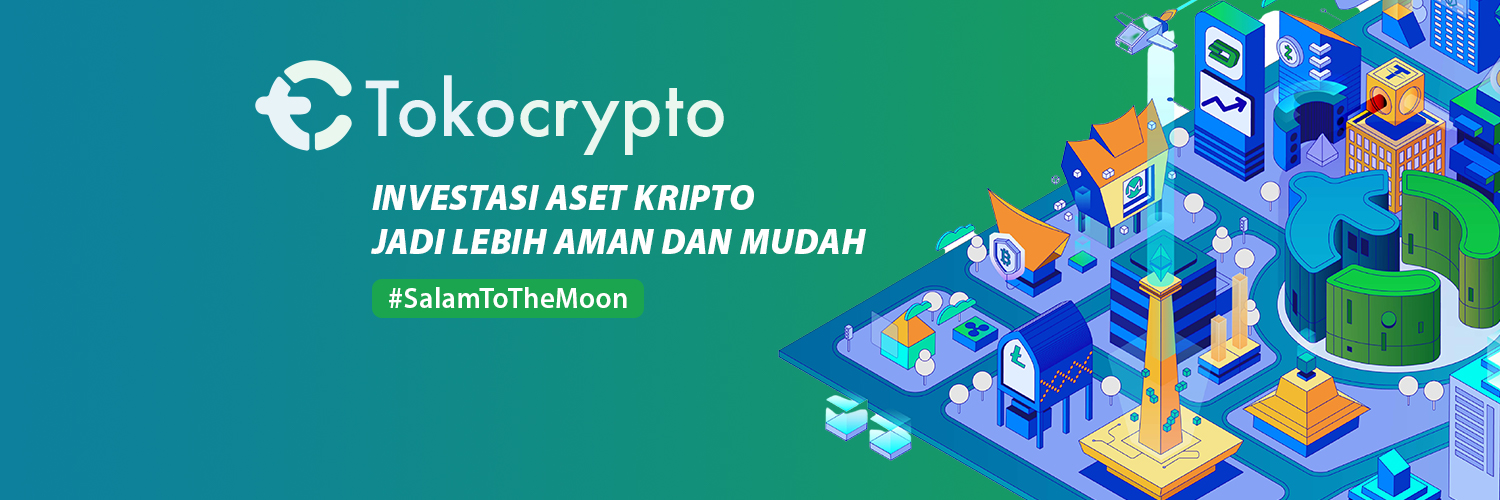 Tokocrypto
INVESTASI ASET KRIPTO
JADI LEBIH AMAN DAN MUDAH
#SalamToTheMoon